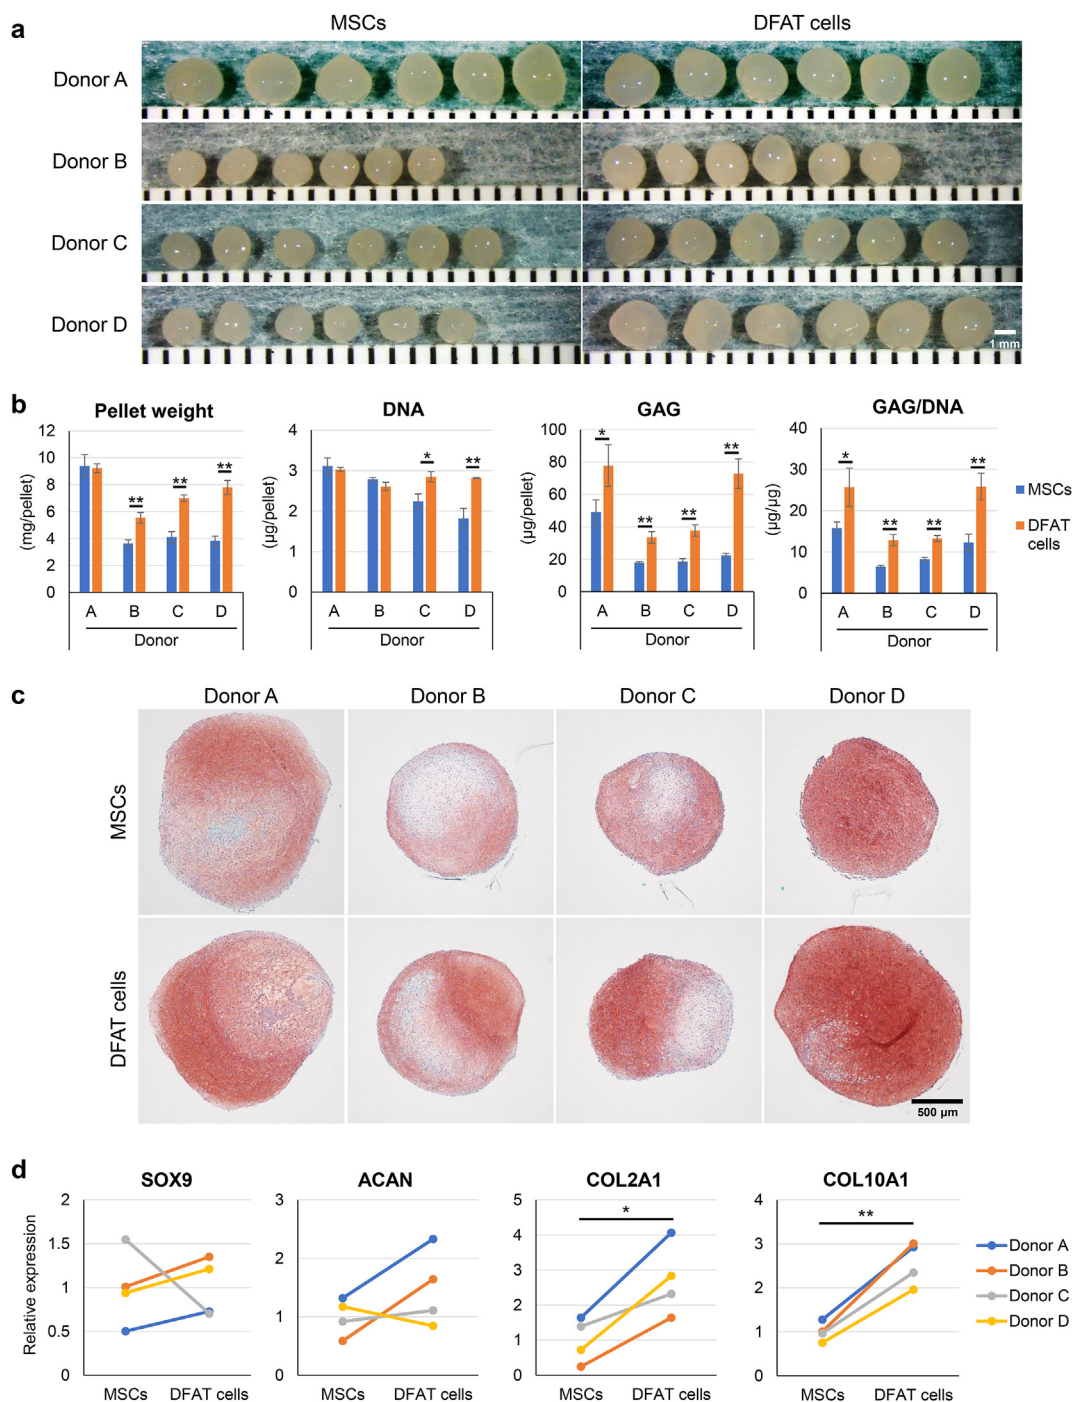 a
MSCs DFAT cells
Donor A
Donor B
Donor C
Donor D
1 mm
b
Pellet weight DNA GAG GAG/DNA
(mg/pellet)
12
10
8
6
4
2
0
** ** **
A B C D
Donor
(µg/pellet)
4
3
2
1
0
* **
A B C D
Donor
(µg/pellet)
100
80
60
40
20
0
* ** ** **
A B C D
Donor
(µg/µg)
40
30
20
10
0
* ** ** **
A B C D
Donor
MSCs
DFAT
cells
c
Donor A Donor B Donor C Donor D
MSCs
DFAT cells
500 µm
d
SOX9 ACAN COL2A1 COL10A1
Relative expression
2
1.5
1
0.5
0
MSCs DFAT cells
3
2
1
0
MSCs DFAT cells
5
4
3
2
1
0
*
MSCs DFAT cells
4
3
2
1
0
**
MSCs DFAT cells
Donor A
Donor B
Donor C
Donor D